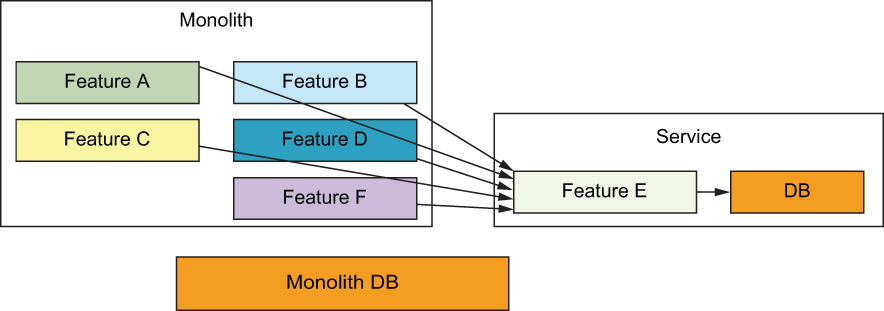 Monolith
Feature A
Feature B
Feature C
Feature D
Feature F
Service
Feature E
DB
Monolith DB